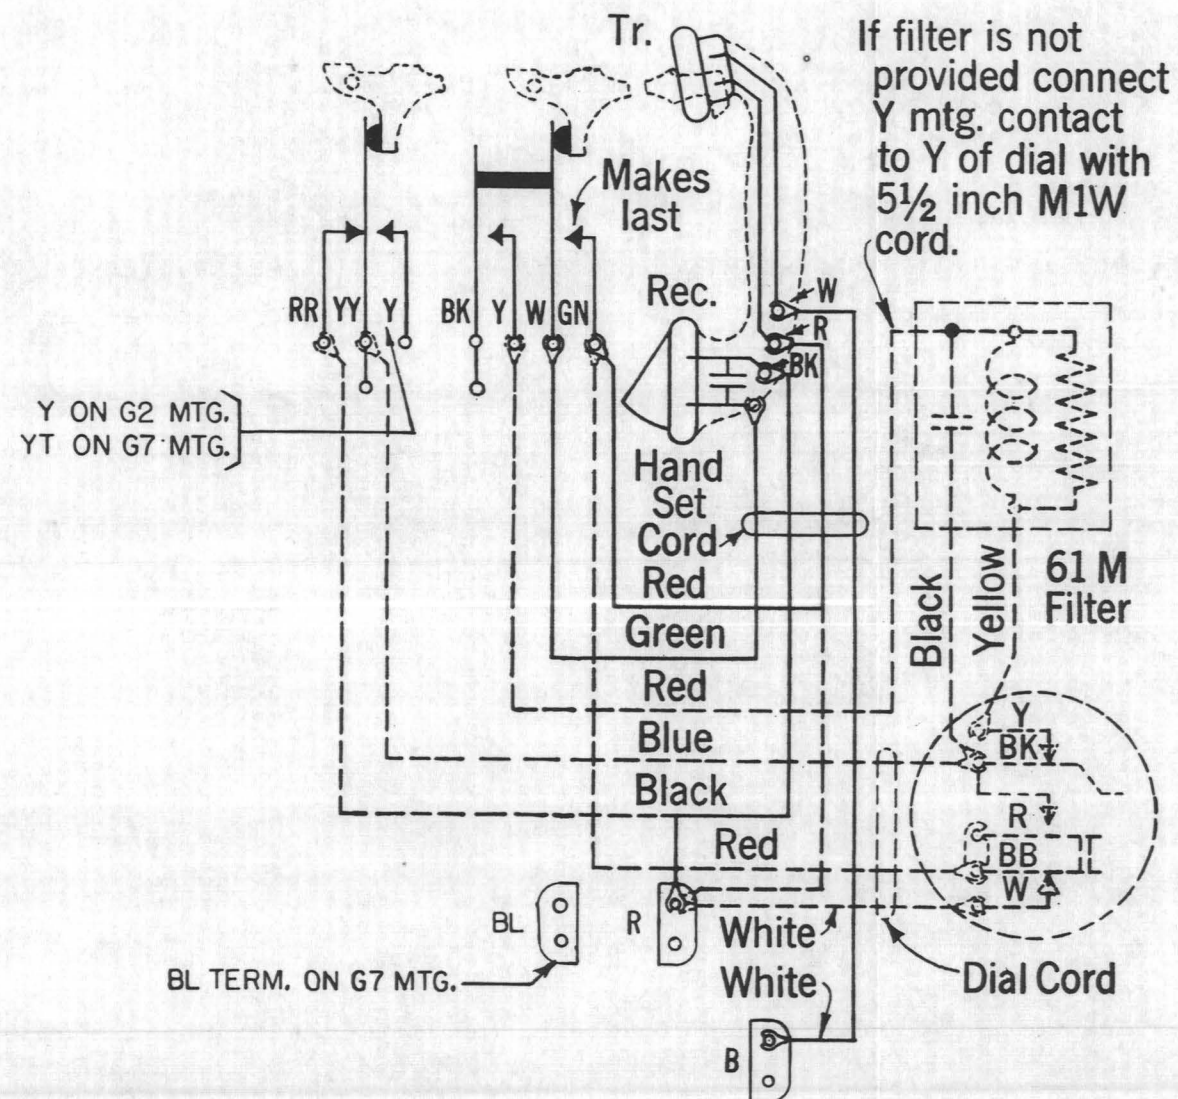 Tr.
If filter is not
provided connect
Y mtg. contact
to Y of dial with
5½ inch M1W
cord.
Makes
last
Rec.
W
R
BK
RR YY Y
BK Y W GN
Y ON G2 MTG.
YT ON G7 MTG.
Hand
Set
Cord
Red
Green
Red
Blue
Black
Red
Black
Yellow
61 M
Filter
Y
BK
R
BB
W
BL
R
White
White
BL TERM. ON G7 MTG.
Dial Cord
B